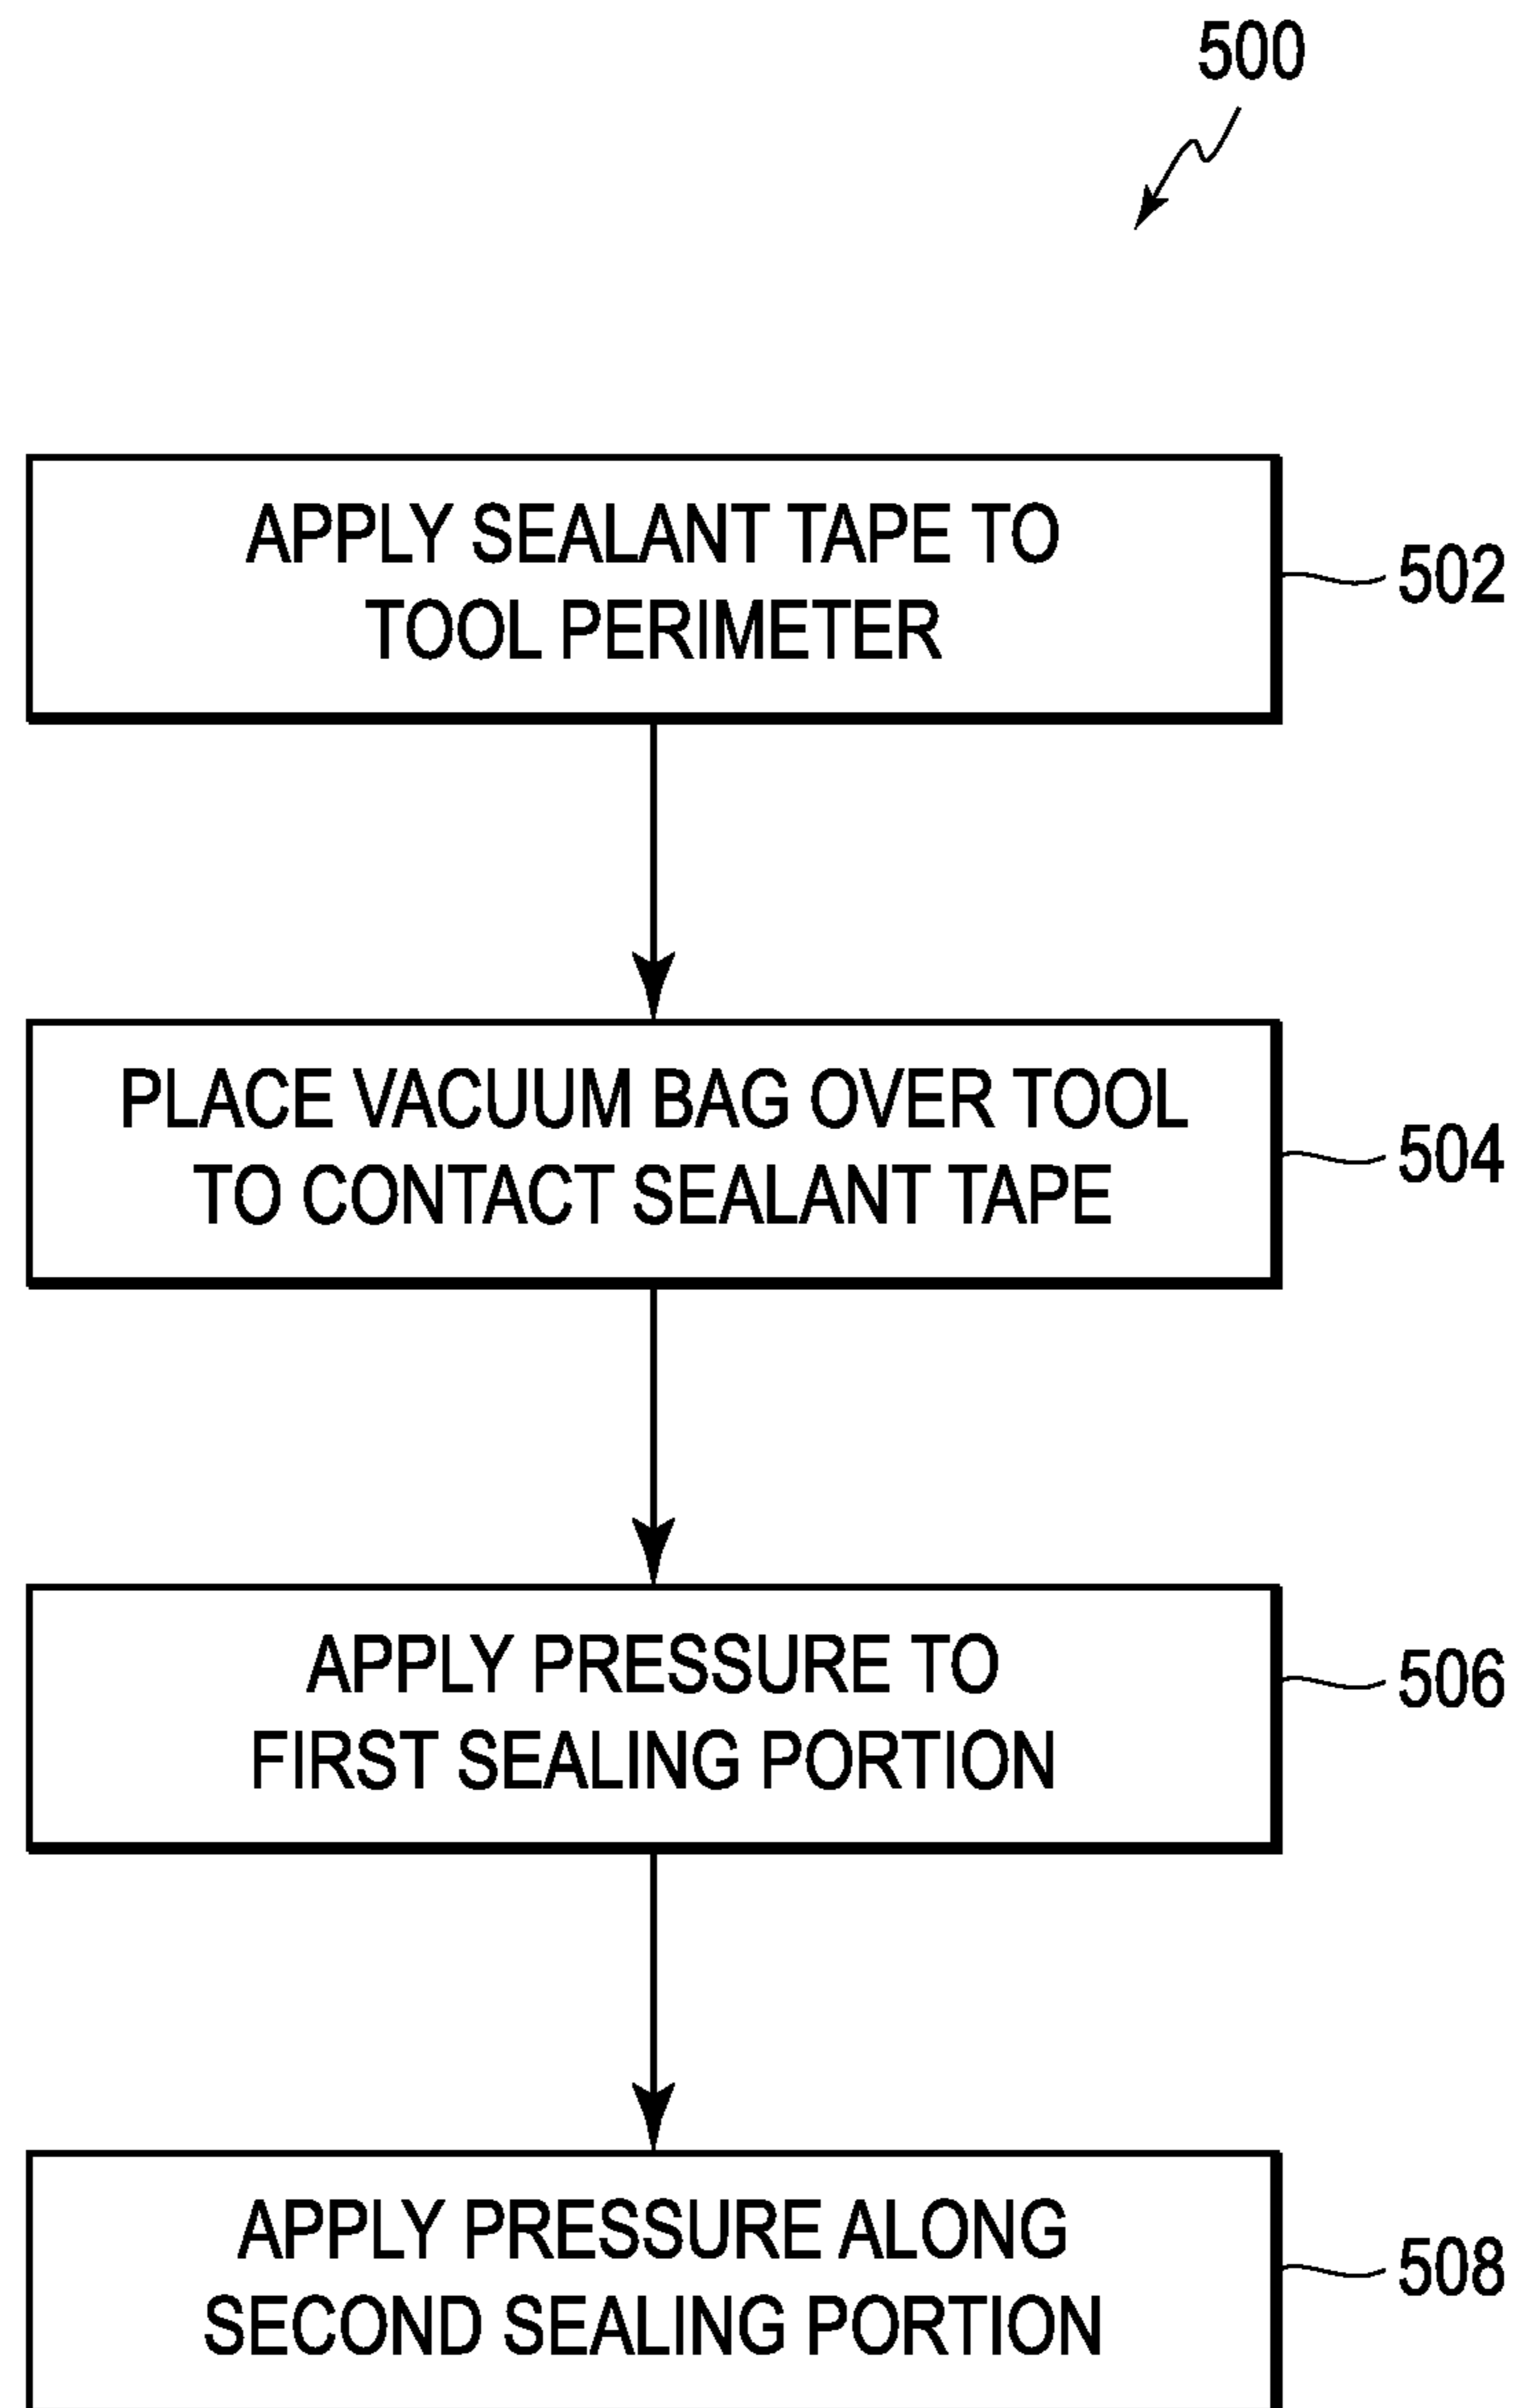 500
APPLY SEALANT TAPE TO
TOOL PERIMETER
502
PLACE VACUUM BAG OVER TOOL
TO CONTACT SEALANT TAPE
504
APPLY PRESSURE TO
FIRST SEALING PORTION
506
APPLY PRESSURE ALONG
SECOND SEALING PORTION
508